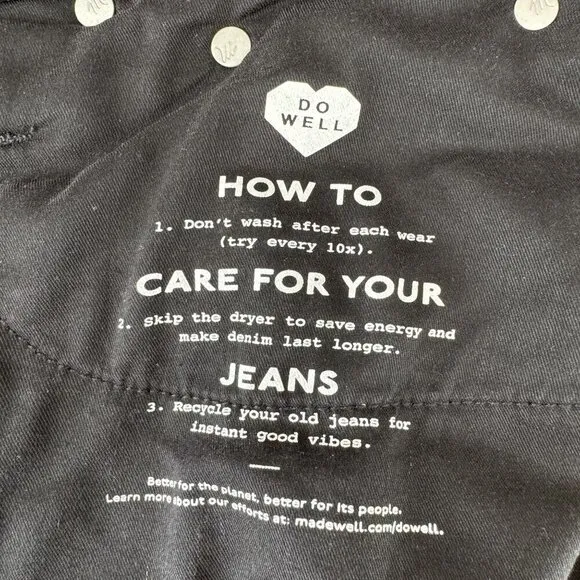 DO
WELL
HOW TO
1. Don't wash after each wear
(try every 10x).
CARE FOR YOUR
2. Skip the dryer to save energy and
make denim last longer.
JEANS
3. Recycle your old jeans for
instant good vibes.
Better for the planet, better for its people.
Learn more about our efforts at: madewell.com/dowell.